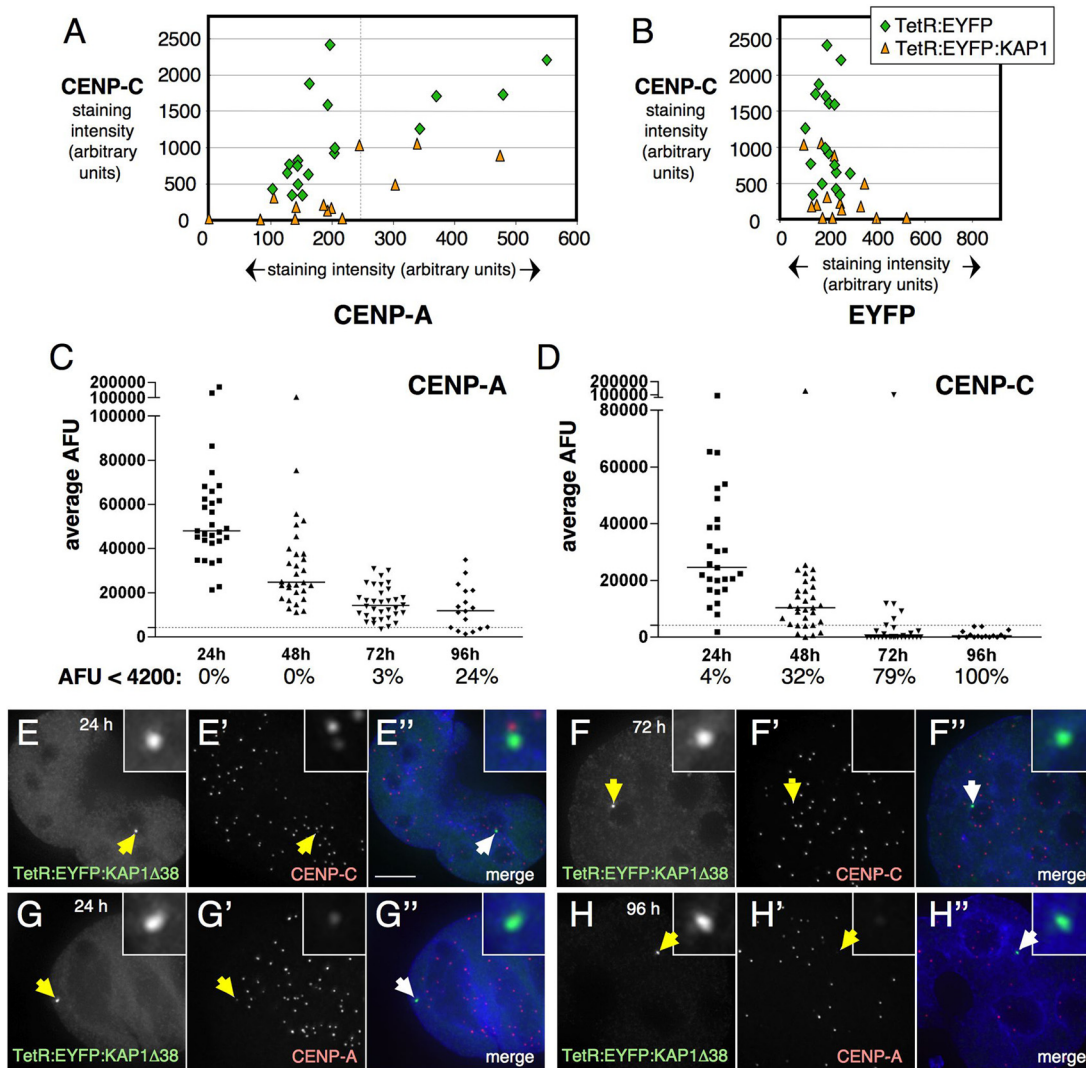 A
CENP-C
staining
intensity
(arbitrary
units)
2500
2000
1500
1000
500
0
0 100 200 300 400 500 600
staining intensity (arbitrary units)
CENP-A
B
TetR:EYFP
TetR:EYFP:KAP1
CENP-C
staining
intensity
(arbitrary
units)
2500
2000
1500
1000
500
0
0 200 400 600 800
staining intensity
(arbitrary units)
EYFP
C
CENP-A
average AFU
200000
100000
100000
80000
60000
40000
20000
0
24h 48h 72h 96h
AFU < 4200: 0% 0% 3% 24%
D
CENP-C
average AFU
200000
100000
80000
60000
40000
20000
0
24h 48h 72h 96h
4% 32% 79% 100%
E
24 h
TetR:EYFP:KAP1Δ38
E'
CENP-C
E''
merge
F
72 h
TetR:EYFP:KAP1Δ38
F'
CENP-C
F''
merge
G
24 h
TetR:EYFP:KAP1Δ38
G'
CENP-A
G''
merge
H
96 h
TetR:EYFP:KAP1Δ38
H'
CENP-A
H''
merge